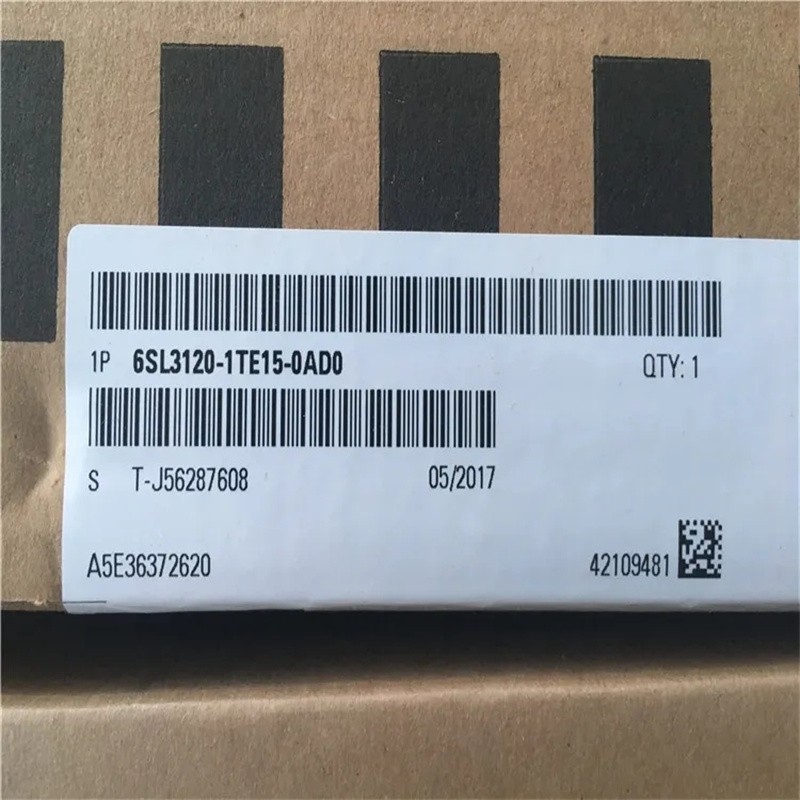 1P 6SL3120-1TE15-0AD0 QTY: 1
S T-J56287608 05/2017
A5E36372620 42109481